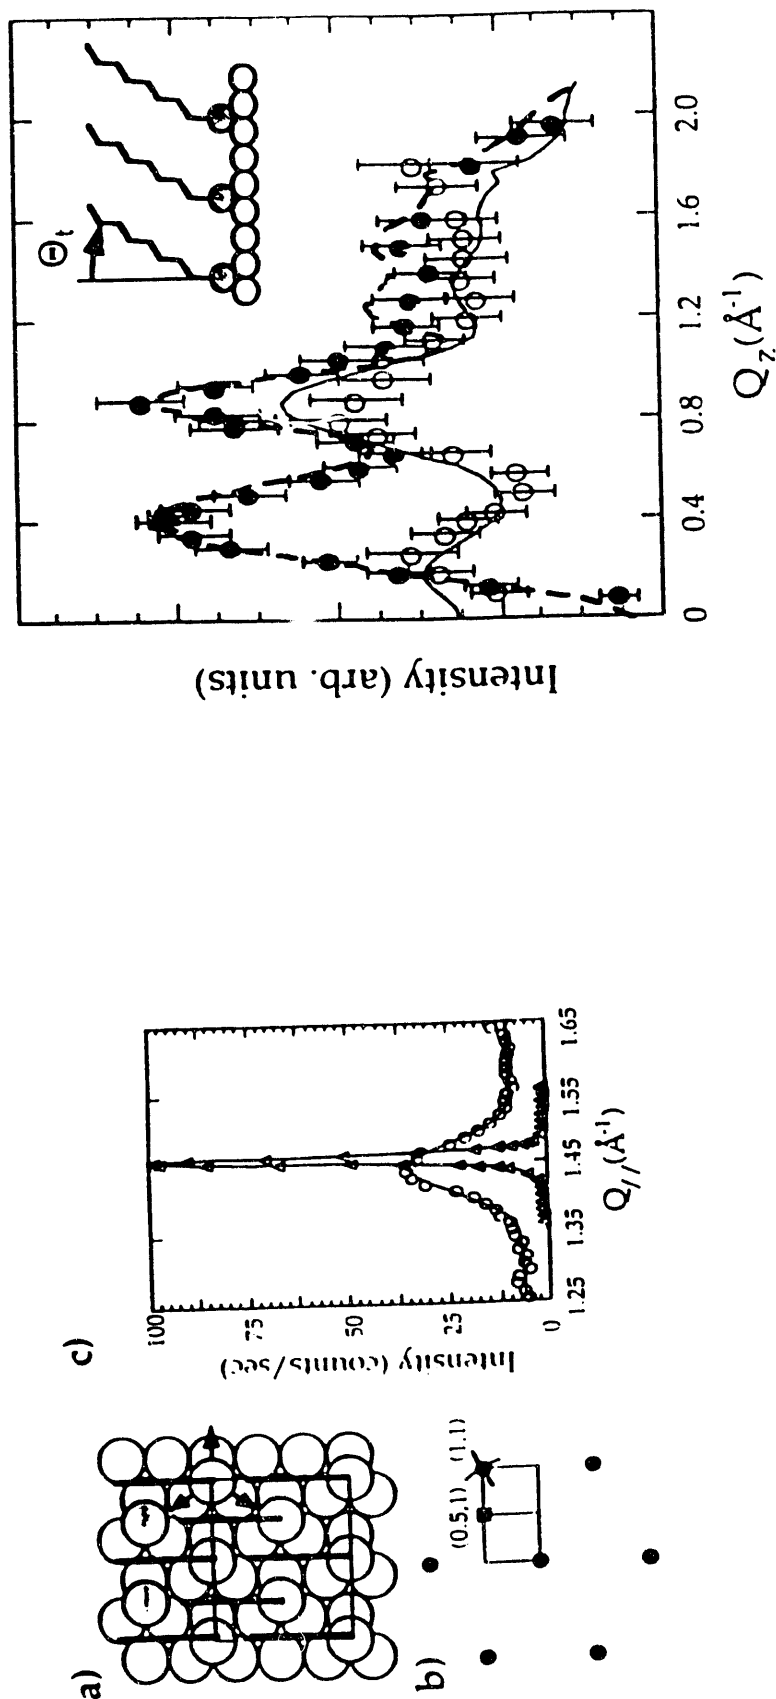 a)
b)
(0.5,1) (1,1)
c)
Intensity (counts/sec)
100
75
50
25
0
1.25 1.35 1.45 1.55 1.65
Q//(Å-1)
Intensity (arb. units)
Θt
0 0.4 0.8 1.2 1.6 2.0
Qz(Å-1)